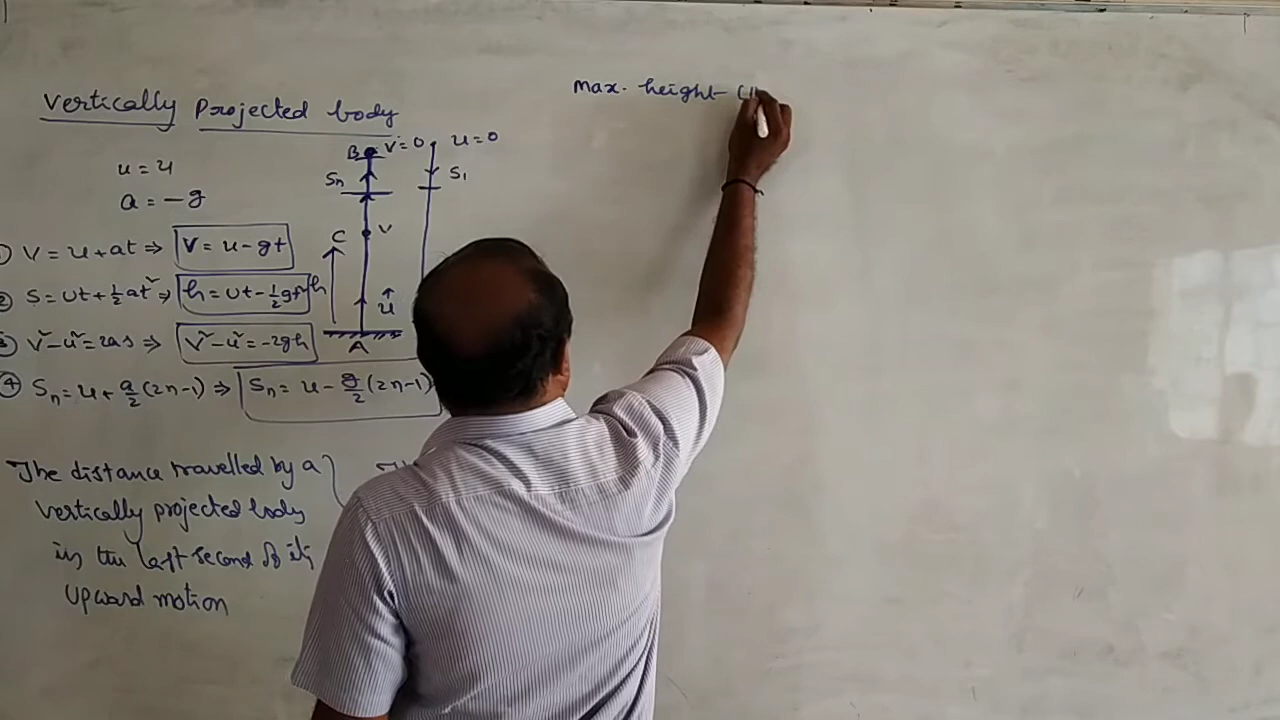 Vertically Projected body
u = u
a = -g
① V = u + at ⇒ V = u - gt
② S = ut + ½at² ⇒ h = ut - ½gt²
③ V² - u² = 2as ⇒ V² - u² = -2gh
④ Sn = u + a/2 (2n-1) ⇒ Sn = u - g/2 (2n-1)
B V = 0 u = 0
Sn S₁
C V
h
u
A
The distance travelled by a
vertically projected body
in the last second of its
upward motion
max. height (H